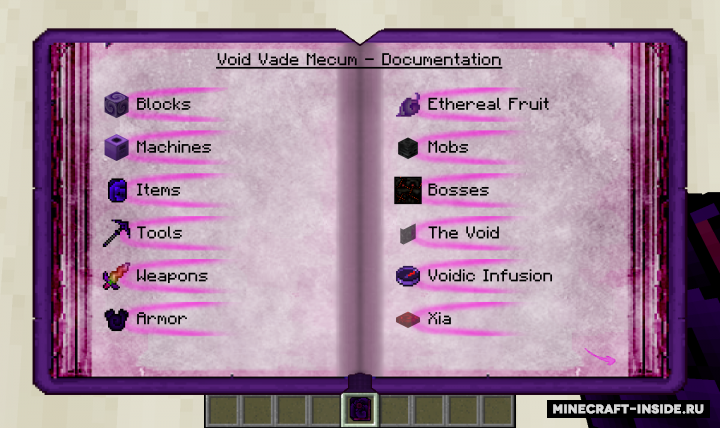 Void Vade Mecum - Documentation
Blocks
Machines
Items
Tools
Weapons
Armor
Ethereal Fruit
Mobs
Bosses
The Void
Voidic Infusion
Xia
MINECRAFT-INSIDE.RU